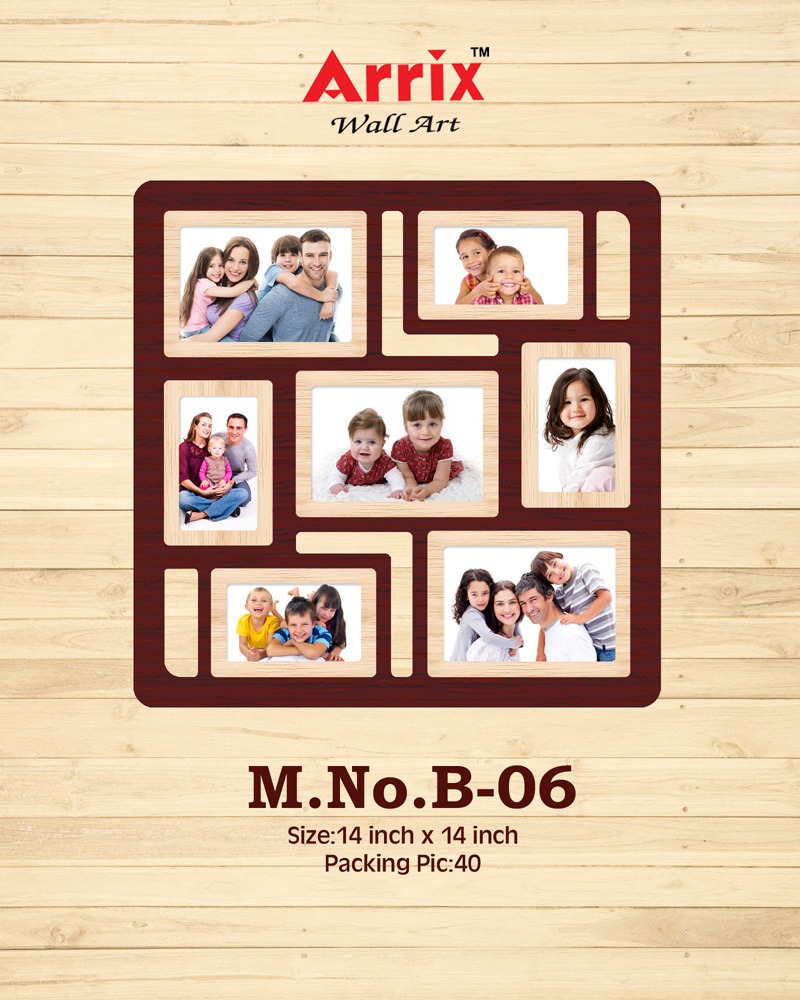 Arrix™
Wall Art
M.No.B-06
Size:14 inch x 14 inch
Packing Pic:40